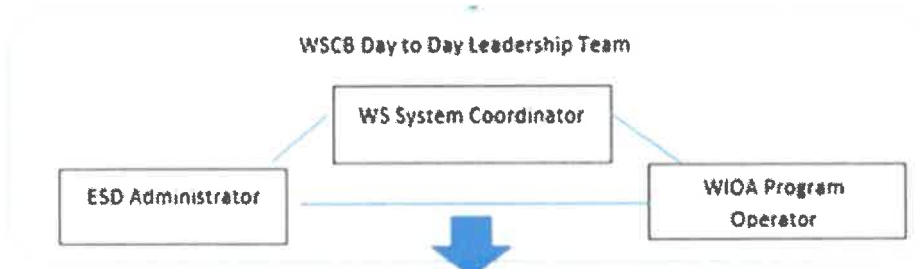 WSCB Day to Day Leadership Team
WS System Coordinator
ESD Administrator
WIOA Program
Operator